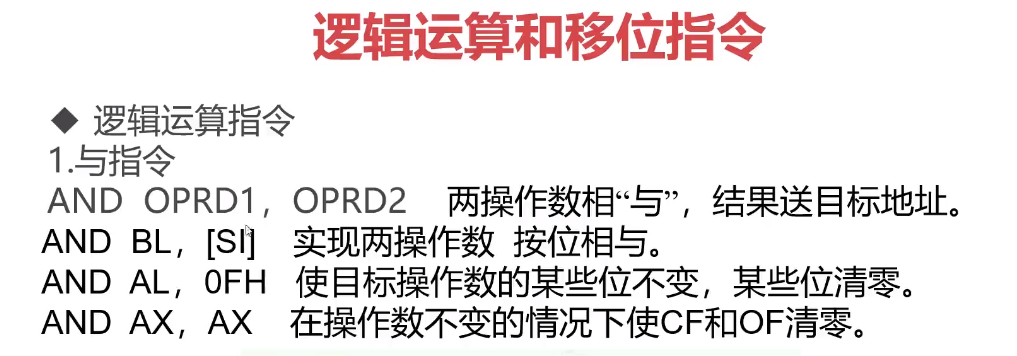 逻辑运算和移位指令
◆ 逻辑运算指令
1.与指令
AND OPRD1，OPRD2 两操作数相“与”，结果送目标地址。
AND BL，[SI] 实现两操作数 按位相与。
AND AL，0FH 使目标操作数的某些位不变，某些位清零。
AND AX，AX 在操作数不变的情况下使CF和OF清零。